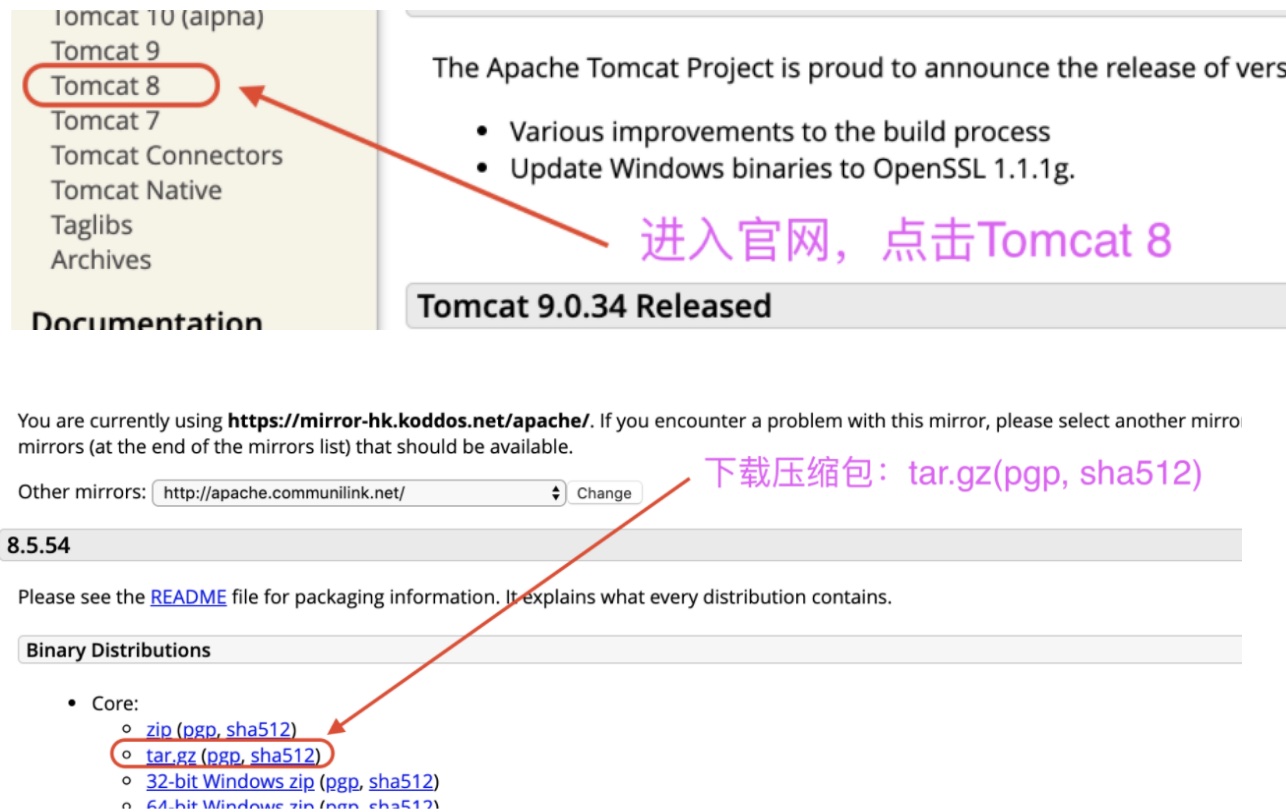 Tomcat 10 (alpha)
Tomcat 9
Tomcat 8
Tomcat 7
Tomcat Connectors
Tomcat Native
Taglibs
Archives
Documentation
The Apache Tomcat Project is proud to announce the release of vers
Various improvements to the build process
Update Windows binaries to OpenSSL 1.1.1g.
进入官网，点击Tomcat 8
Tomcat 9.0.34 Released
You are currently using https://mirror-hk.koddos.net/apache/. If you encounter a problem with this mirror, please select another mirro
mirrors (at the end of the mirrors list) that should be available.
下载压缩包：tar.gz(pgp, sha512)
Other mirrors: http://apache.communilink.net/ Change
8.5.54
Please see the README file for packaging information. It explains what every distribution contains.
Binary Distributions
Core:
zip (pgp, sha512)
tar.gz (pgp, sha512)
32-bit Windows zip (pgp, sha512)
64-bit Windows zip (pgp, sha512)